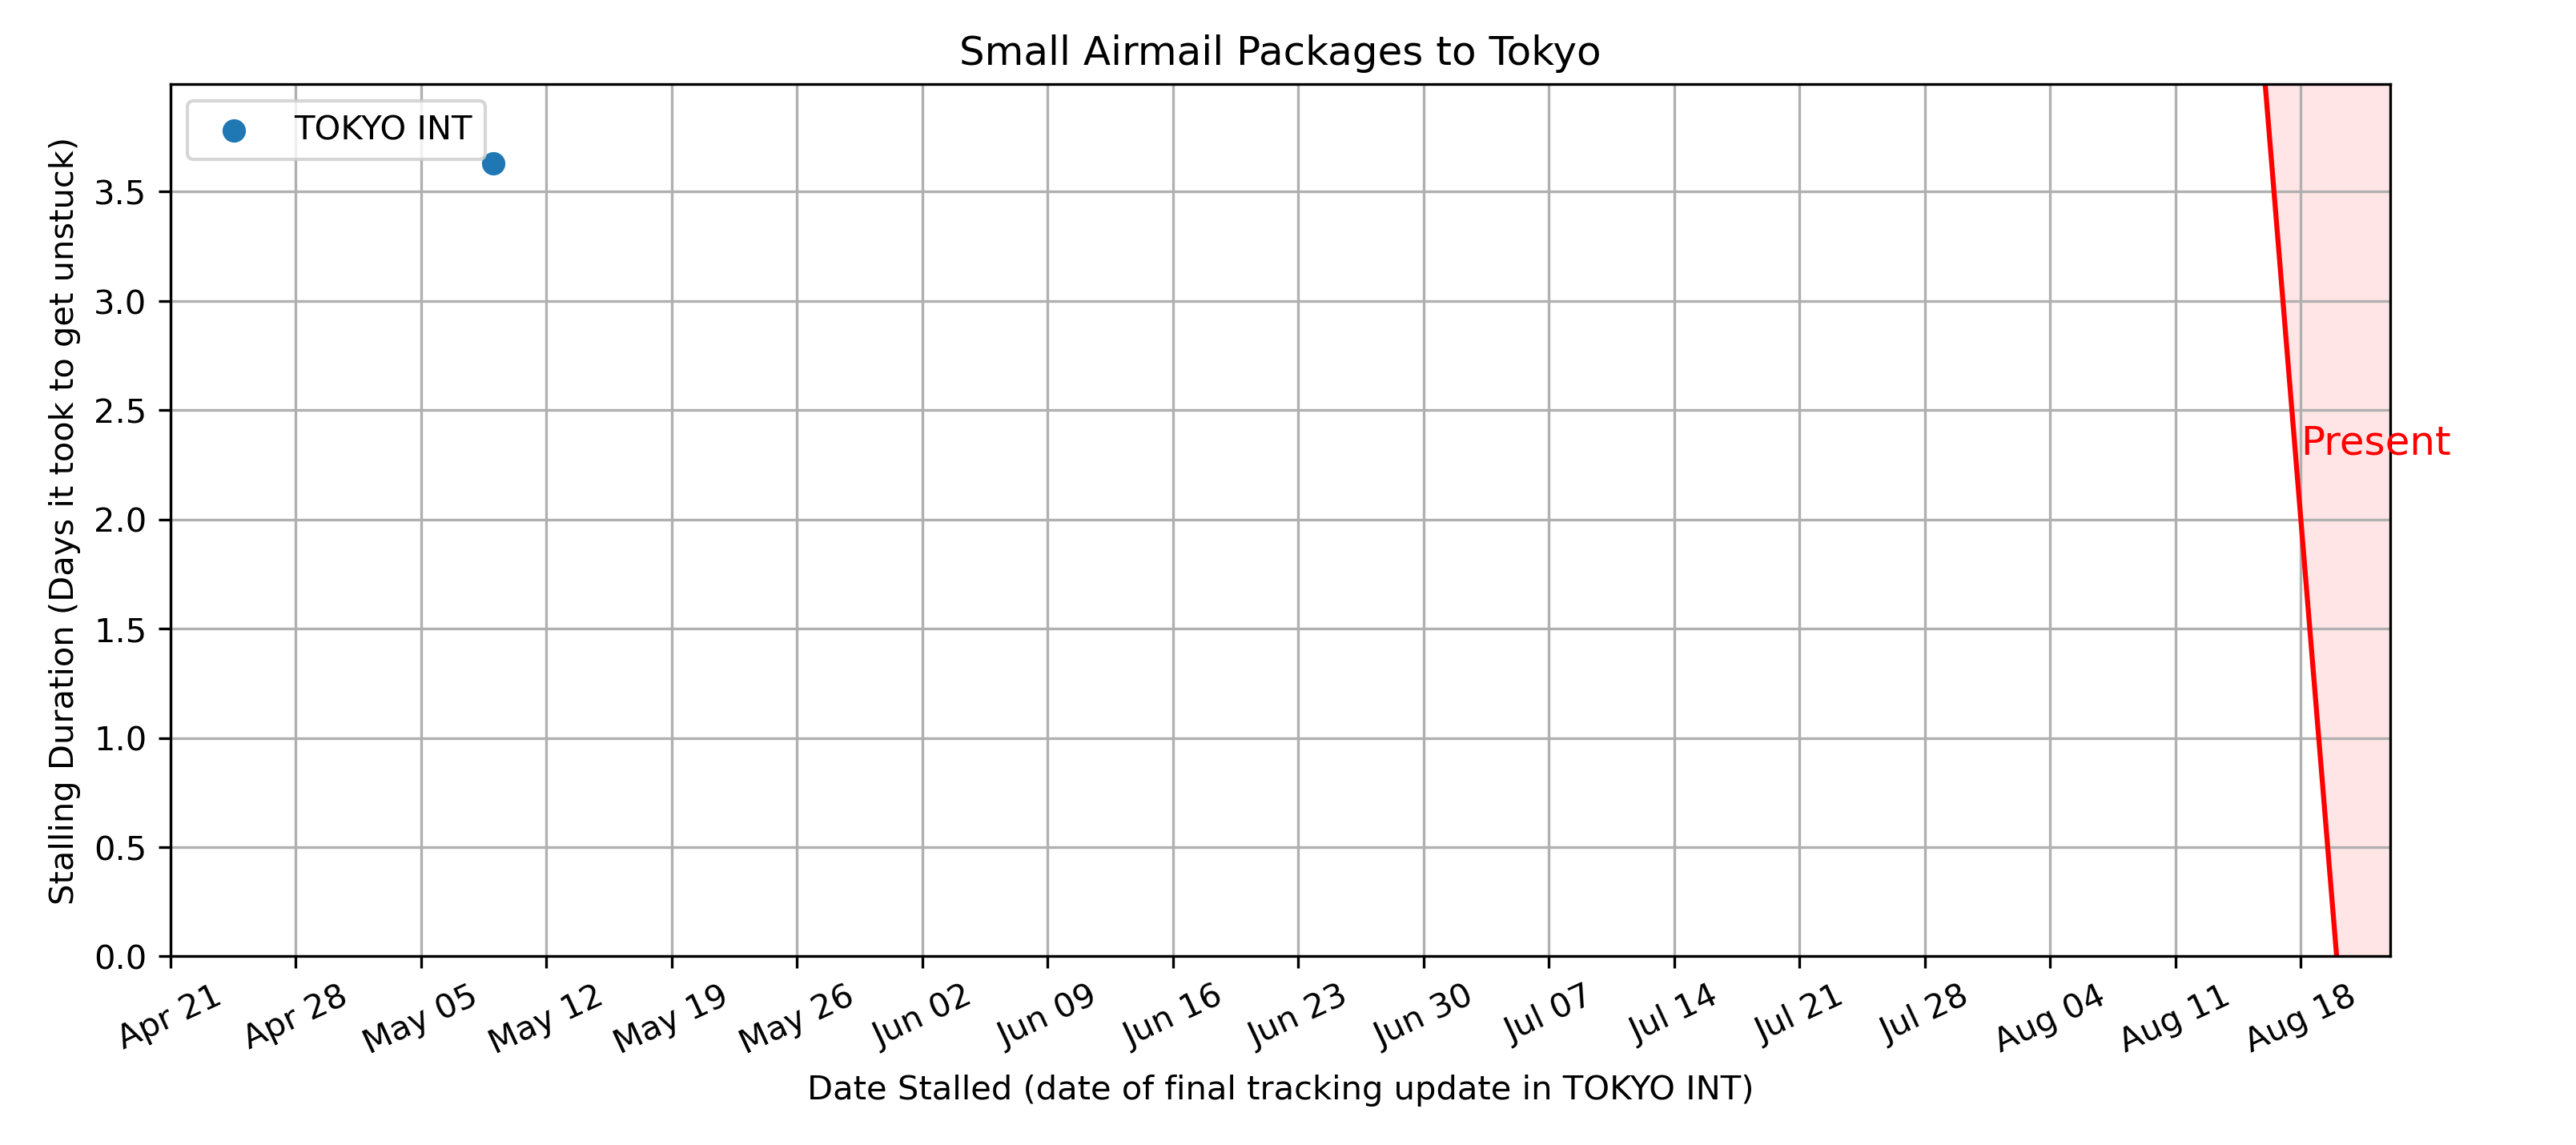 Small Airmail Packages to Tokyo
TOKYO INT
Stalling Duration (Days it took to get unstuck)
3.5
3.0
2.5
2.0
1.5
1.0
0.5
0.0
Present
Apr 21 Apr 28 May 05 May 12 May 19 May 26 Jun 02 Jun 09 Jun 16 Jun 23 Jun 30 Jul 07 Jul 14 Jul 21 Jul 28 Aug 04 Aug 11 Aug 18
Date Stalled (date of final tracking update in TOKYO INT)